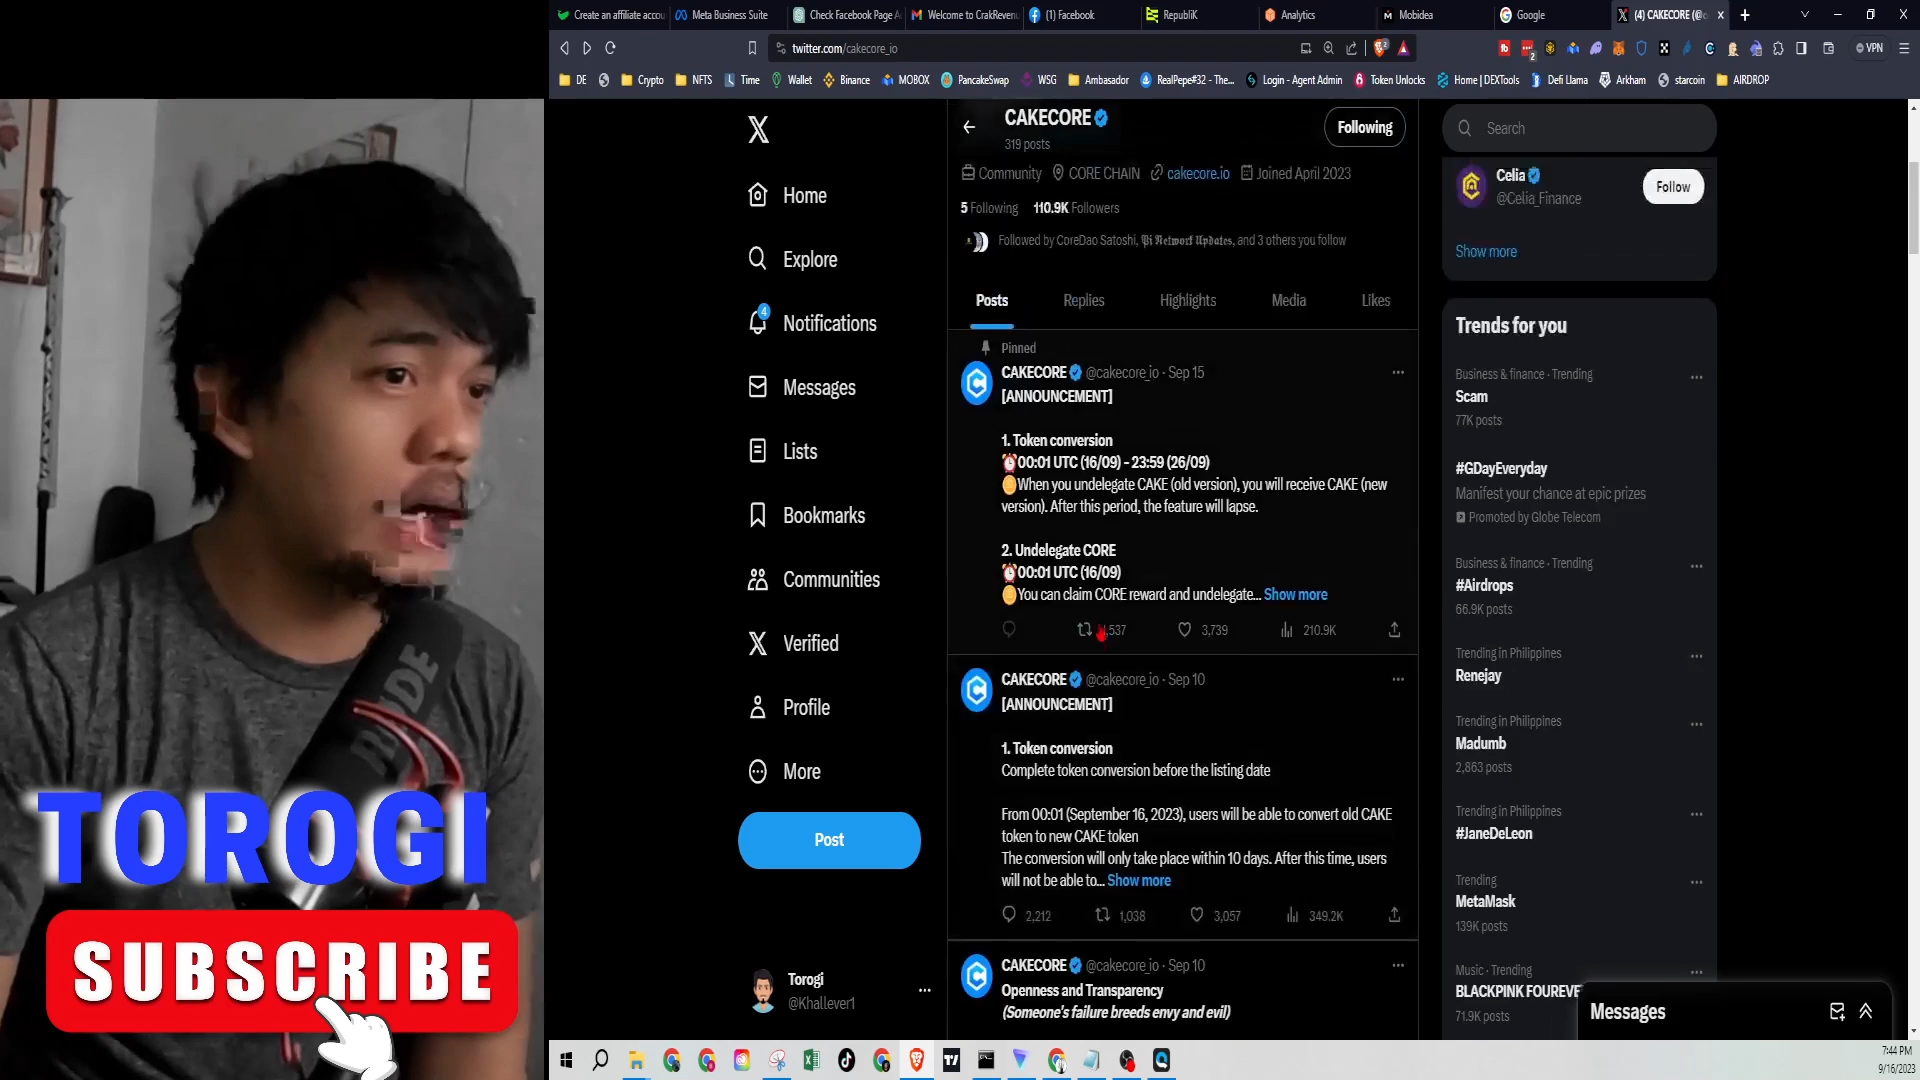 Create an affiliate accou
Meta Business Suite
Check Facebook Page A
Welcome to CrakReven
(1) Facebook
RepubliK
Analytics
Mobidea
Google
(4) CAKECORE (@c
twitter.com/cakecore_io
VPN
DE
Crypto
NFTS
Time
Wallet
Binance
MOBOX
PancakeSwap
WSG
Ambasador
RealPepe#32 - The...
Login - Agent Admin
Token Unlocks
Home | DEXTools
Defi Llama
Arkham
starcoin
AIRDROP
X
Home
Explore
4
Notifications
Messages
Lists
Bookmarks
Communities
Verified
Profile
More
Post
Torogi
@Khallever1
CAKECORE
319 posts
Following
Community CORE CHAIN cakecore.io Joined April 2023
5 Following 110.9K Followers
Followed by CoreDao Satoshi, 𝕻𝖎 𝕹𝖊𝖙𝖜𝖔𝖗𝖐 𝖀𝖕𝖉𝖆𝖙𝖊𝖘, and 3 others you follow
Posts Replies Highlights Media Likes
Pinned
CAKECORE @cakecore_io · Sep 15
[ANNOUNCEMENT]
1. Token conversion
⏰00:01 UTC (16/09) - 23:59 (26/09)
🪙When you undelegate CAKE (old version), you will receive CAKE (new
version). After this period, the feature will lapse.
2. Undelegate CORE
⏰00:01 UTC (16/09)
🪙You can claim CORE reward and undelegate... Show more
,537 3,739 210.9K
CAKECORE @cakecore_io · Sep 10
[ANNOUNCEMENT]
1. Token conversion
Complete token conversion before the listing date
From 00:01 (September 16, 2023), users will be able to convert old CAKE
token to new CAKE token
The conversion will only take place within 10 days. After this time, users
will not be able to... Show more
2,212 1,038 3,057 349.2K
CAKECORE @cakecore_io · Sep 10
Openness and Transparency
(Someone's failure breeds envy and evil)
Search
Celia
@Celia_Finance
Follow
Show more
Trends for you
Business & finance · Trending
Scam
77K posts
#GDayEveryday
Manifest your chance at epic prizes
Promoted by Globe Telecom
Business & finance · Trending
#Airdrops
66.9K posts
Trending in Philippines
Renejay
Trending in Philippines
Madumb
2,863 posts
Trending in Philippines
#JaneDeLeon
Trending
MetaMask
139K posts
Music · Trending
BLACKPINK FOUREVE
71.9K posts
Messages
7:44 PM
9/16/2023
RØDE
TOROGI
SUBSCRIBE